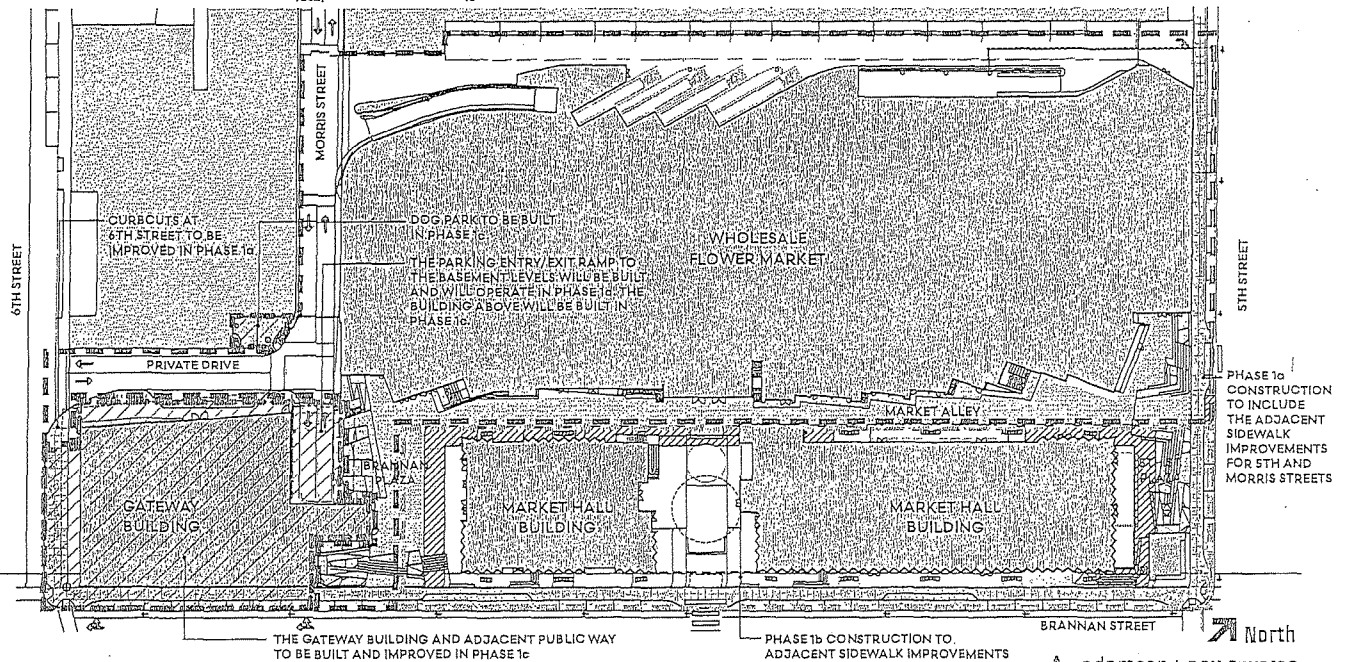 MORRIS STREET
CURBCUTS AT
6TH STREET TO BE
IMPROVED IN PHASE 1a
DOG PARK TO BE BUILT
IN PHASE 1c
THE PARKING ENTRY/EXIT RAMP TO
THE BASEMENT LEVELS WILL BE BUILT
AND WILL OPERATE IN PHASE 1a. THE
BUILDING ABOVE WILL BE BUILT IN
PHASE 1c.
WHOLESALE
FLOWER MARKET
6TH STREET
5TH STREET
PRIVATE DRIVE
MARKET ALLEY
PHASE 1a
CONSTRUCTION
TO INCLUDE
THE ADJACENT
SIDEWALK
IMPROVEMENTS
FOR 5TH AND
MORRIS STREETS
BRANNAN
PLAZA
GATEWAY
BUILDING
MARKET HALL
BUILDING
MARKET HALL
BUILDING
BRANNAN STREET
THE GATEWAY BUILDING AND ADJACENT PUBLIC WAY
TO BE BUILT AND IMPROVED IN PHASE 1c
PHASE 1b CONSTRUCTION TO
ADJACENT SIDEWALK IMPROVEMENTS
North